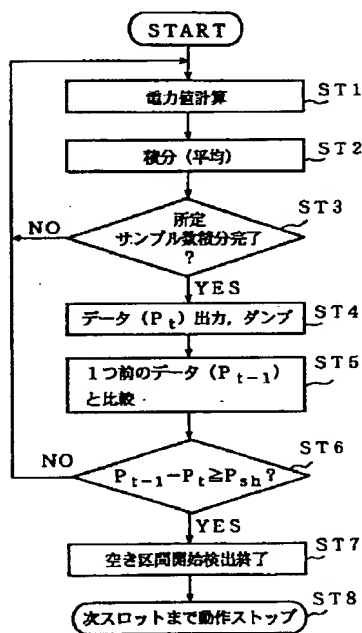 START
ST1
電力値計算
ST2
積分(平均)
ST3
所定
サンプル数積分完了
?
NO
YES
ST4
データ(Pt)出力,ダンプ
ST5
1つ前のデータ(Pt-1)
と比較
ST6
NO
Pt-1-Pt≧Psh?
YES
ST7
空き区間開始検出終了
ST8
次スロットまで動作ストップ